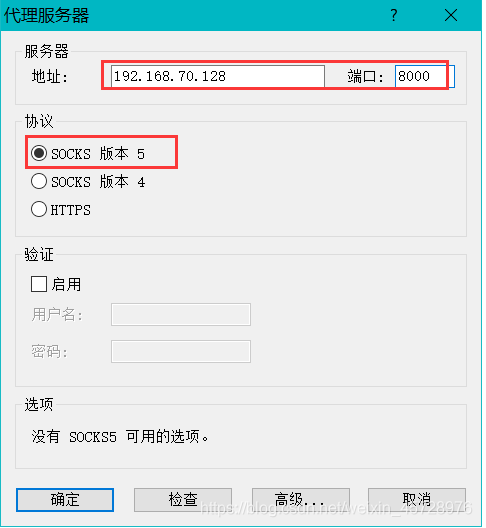 代理服务器 ?
服务器
地址: 192.168.70.128 端口: 8000
协议
SOCKS 版本 5
SOCKS 版本 4
HTTPS
验证
启用
用户名:
密码:
选项
没有 SOCKS5 可用的选项。
确定 检查 高级... 取消
https://blog.csdn.net/weixin_43728976